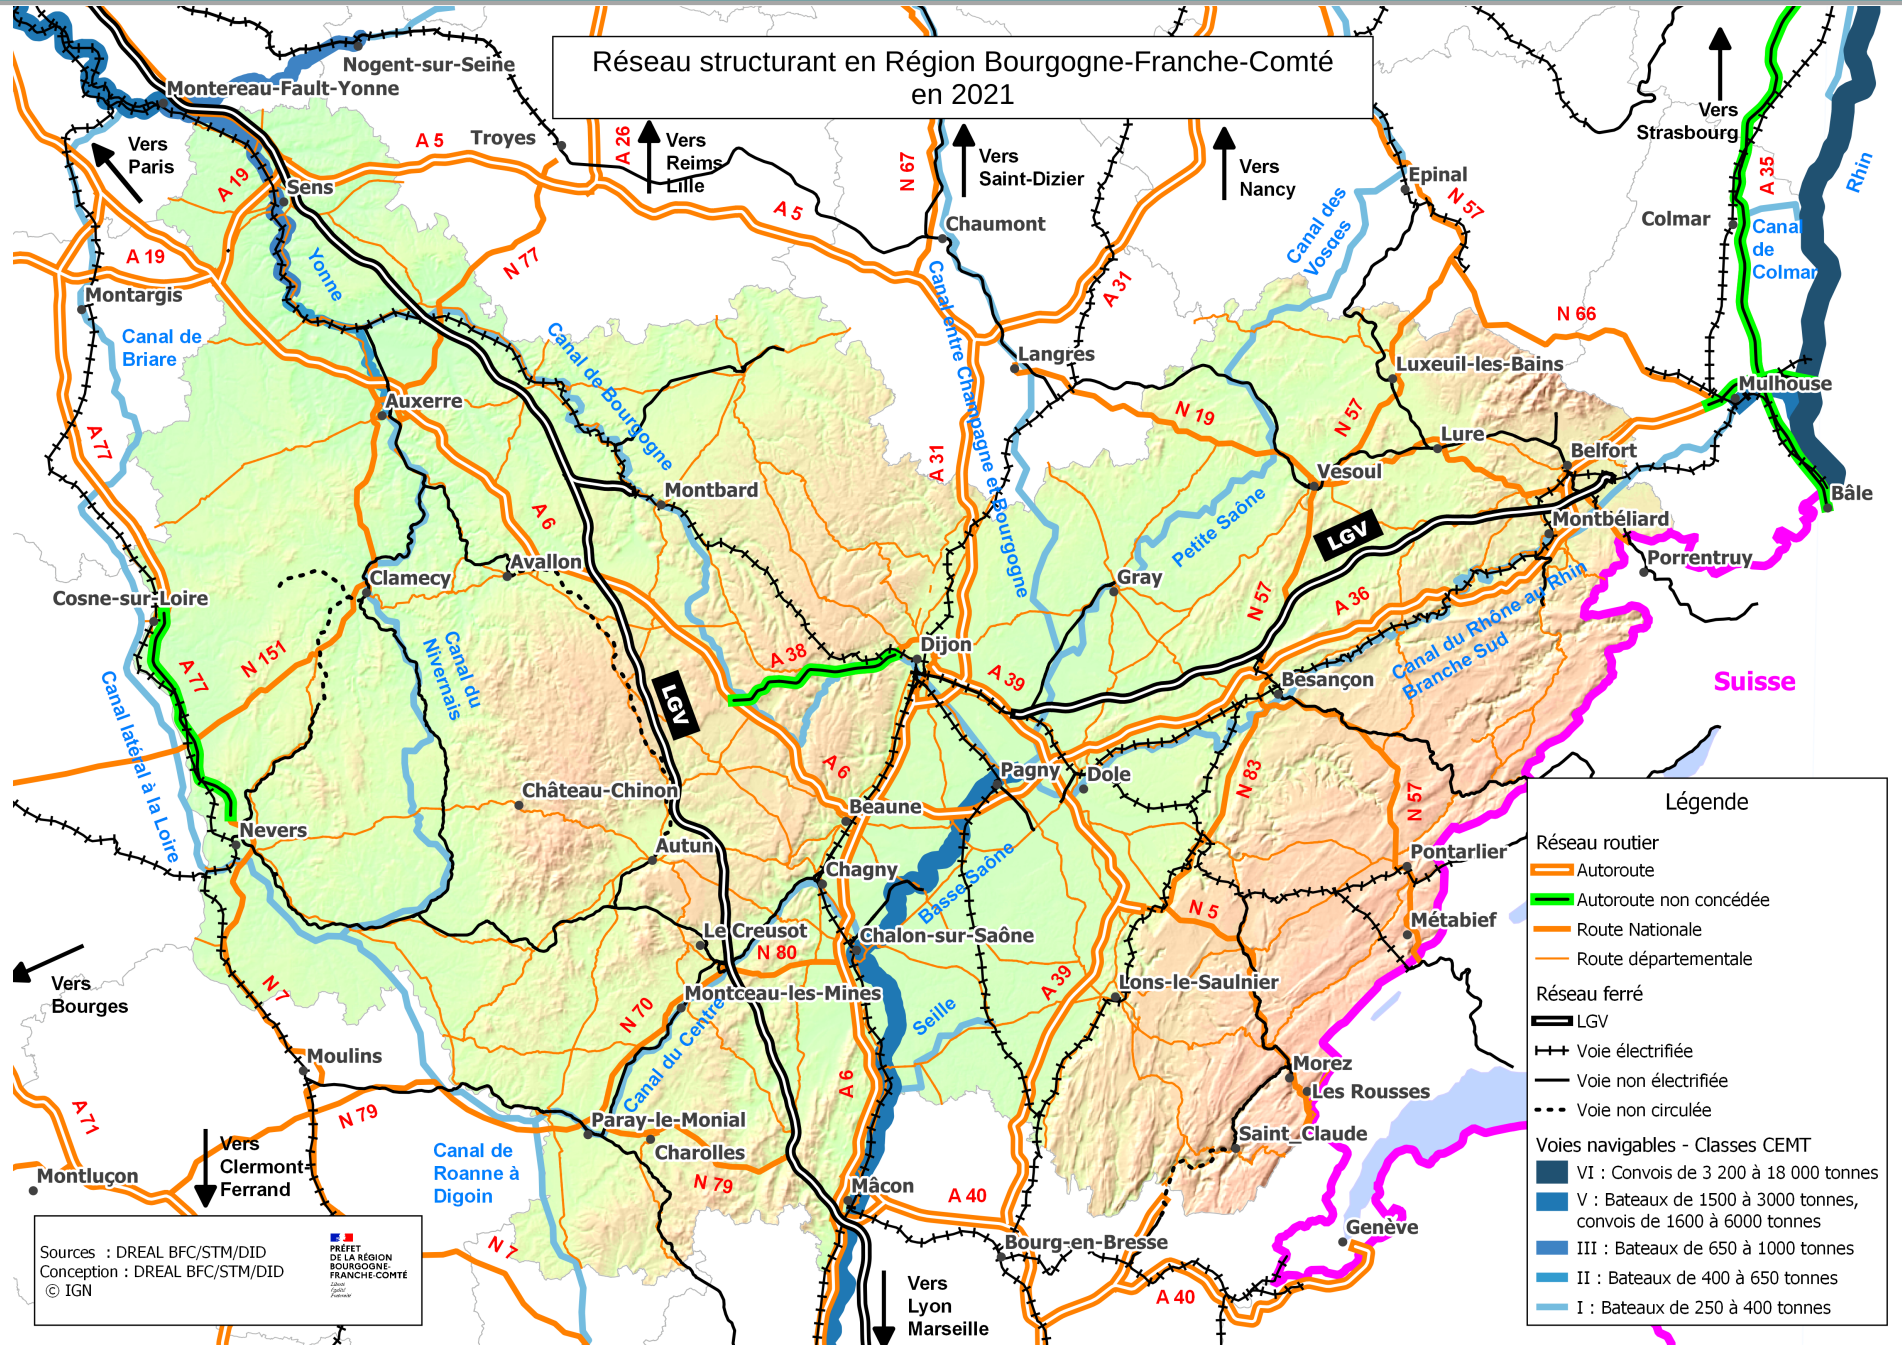 Réseau structurant en Région Bourgogne-Franche-Comté
en 2021
Nogent-sur-Seine
Montereau-Fault-Yonne
Vers
Paris
Troyes
A 5
A 26
Vers
Reims
Lille
N 67
Vers
Saint-Dizier
Vers
Nancy
Epinal
N 57
Vers
Strasbourg
A 35
Rhin
Colmar
Canal
de
Colmar
A 19
Sens
A 5
Chaumont
Canal des
Vosges
A 19
Yonne
N 77
A 31
Montargis
Canal de
Briare
N 66
Canal de Bourgogne
Canal entre Champagne et Bourgogne
Langres
Luxeuil-les-Bains
Mulhouse
Auxerre
A 77
N 19
N 57
Lure
Belfort
A 31
Vesoul
Montbard
Bâle
A 6
Petite Saône
LGV
Montbéliard
Avallon
Clamecy
Gray
Porrentruy
Cosne-sur-Loire
N 57
A 36
Canal du Rhône au Rhin
Branche Sud
N 151
Canal du
Nivernais
A 38
Dijon
A 39
A 77
LGV
Besançon
Suisse
Canal latéral à la Loire
A 6
Pagny
Dole
N 83
N 57
Château-Chinon
Beaune
Nevers
Autun
Chagny
Basse Saône
Pontarlier
N 5
Métabief
Le Creusot
N 80
Chalon-sur-Saône
Vers
Bourges
N 7
Montceau-les-Mines
A 39
Lons-le-Saulnier
N 70
Canal du Centre
Seille
Moulins
Morez
Les Rousses
A 71
N 79
A 6
Paray-le-Monial
Charolles
Saint_Claude
Vers
Clermont-
Ferrand
Canal de
Roanne à
Digoin
Montluçon
N 79
Mâcon
A 40
Genève
Bourg-en-Bresse
N 7
A 40
Vers
Lyon
Marseille
Légende
Réseau routier
Autoroute
Autoroute non concédée
Route Nationale
Route départementale
Réseau ferré
LGV
Voie électrifiée
Voie non électrifiée
Voie non circulée
Voies navigables - Classes CEMT
VI : Convois de 3 200 à 18 000 tonnes
V : Bateaux de 1500 à 3000 tonnes,
convois de 1600 à 6000 tonnes
III : Bateaux de 650 à 1000 tonnes
II : Bateaux de 400 à 650 tonnes
I : Bateaux de 250 à 400 tonnes
Sources : DREAL BFC/STM/DID
Conception : DREAL BFC/STM/DID
© IGN
PRÉFET
DE LA RÉGION
BOURGOGNE-
FRANCHE-COMTÉ
Liberté
Égalité
Fraternité